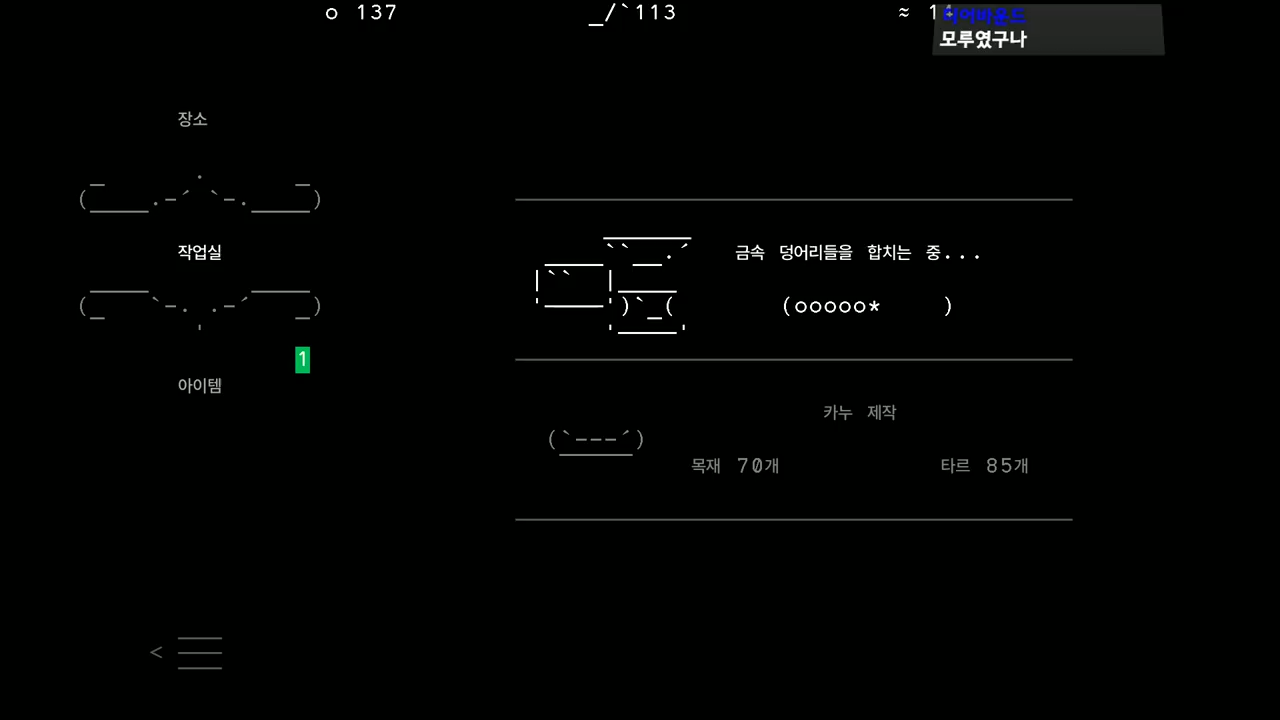 o 137
_/`113
≈ 1
모루였구나
장소
작업실
1
아이템
금속 덩어리들을 합치는 중...
(ooooo* )
카누 제작
목재 70개
타르 85개
<